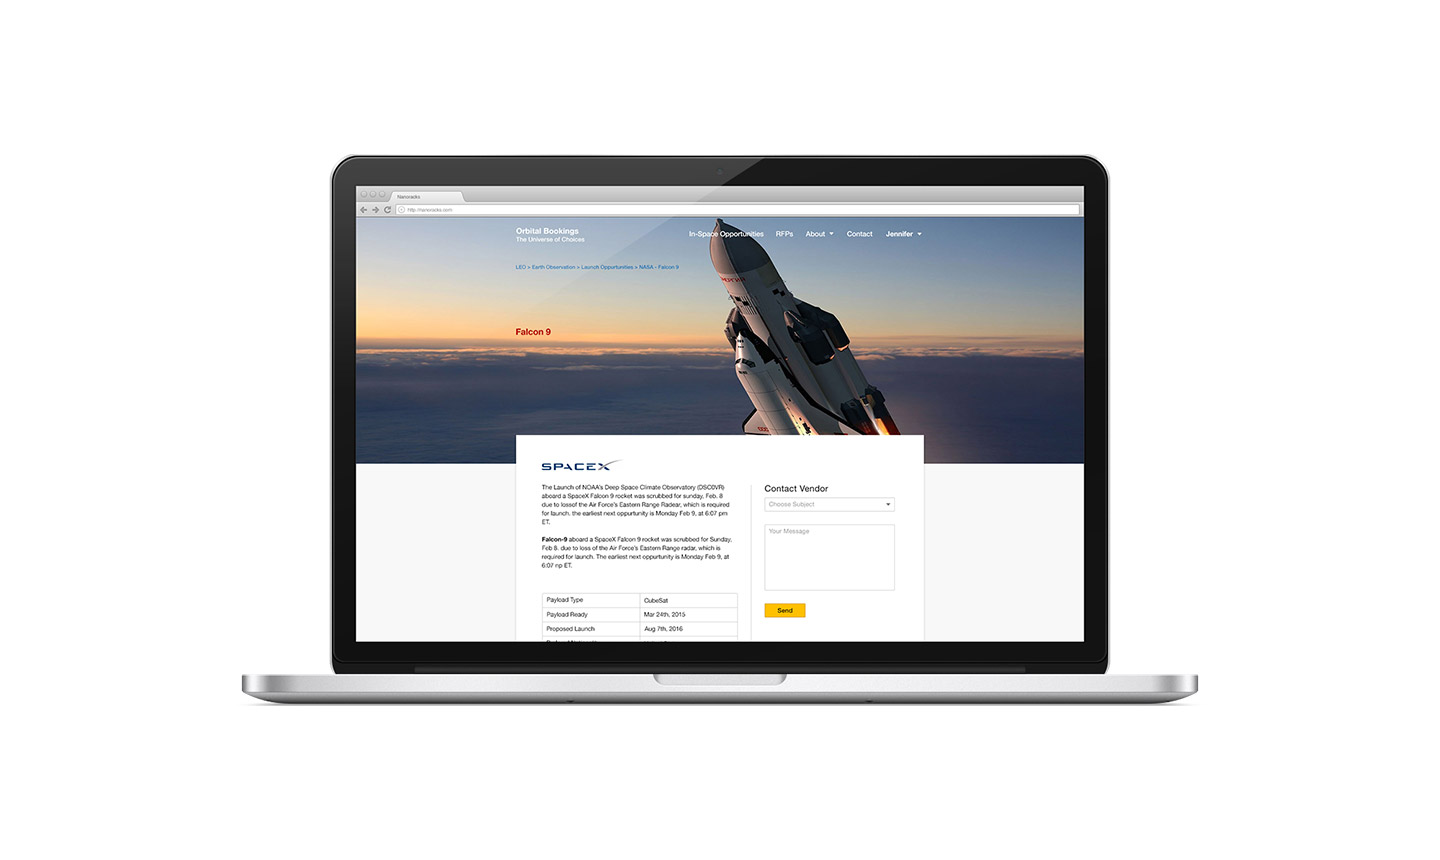 Nanoracks
http://nanoracks.com
Orbital Bookings
The Universe of Choices
In-Space Opportunities RFPs About Contact Jennifer
LEO > Earth Observation > Launch Oppurtunities > NASA - Falcon 9
Falcon 9
SPACEX
The Launch of NOAA's Deep Space Climate Observatory (DSC0VR)
aboard a SpaceX Falcon 9 rocket was scrubbed for sunday, Feb. 8
due to lossof the Air Force's Eastern Range Radear, which is required
for launch. the earliest next oppurtunity is Monday Feb 9, at 6:07 pm
ET.
Falcon-9 aboard a SpaceX Falcon 9 rocket was scrubbed for Sunday,
Feb 8. due to loss of the Air Force's Eastern Range radar, which is
required for launch. The earliest next oppertunity is Monday Feb 9, at
6:07 np ET.
Payload Type CubeSat
Payload Ready Mar 24th, 2015
Proposed Launch Aug 7th, 2016
Contact Vendor
Choose Subject
Your Message
Send